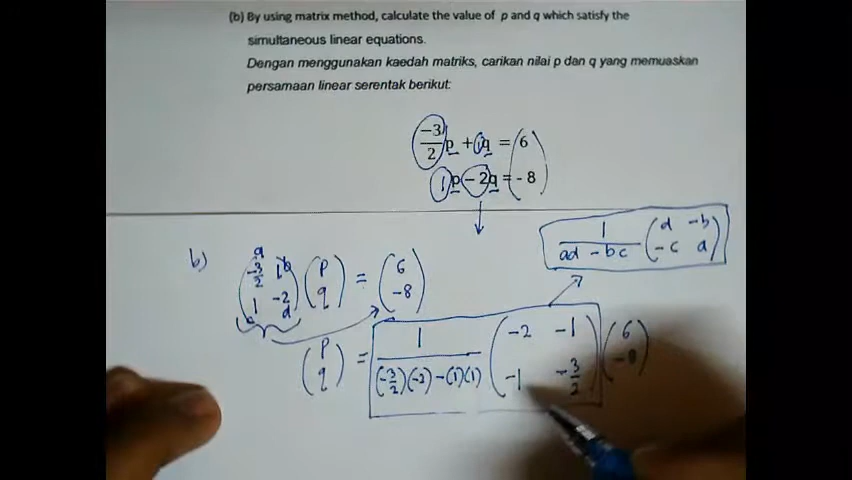 (b) By using matrix method, calculate the value of p and q which satisfy the
simultaneous linear equations.
Dengan menggunakan kaedah matriks, carikan nilai p dan q yang memuaskan
persamaan linear serentak berikut:
-3/2 p + 1q = 6
1p - 2q = - 8
b) (-3/2 1 1 -2) (p q) = (6 -8)
a b c d
1/(ad - bc) (d -b -c a)
(p q) = 1/((-3/2)(-2) - (1)(1)) (-2 -1 -1 -3/2) (6 -8)